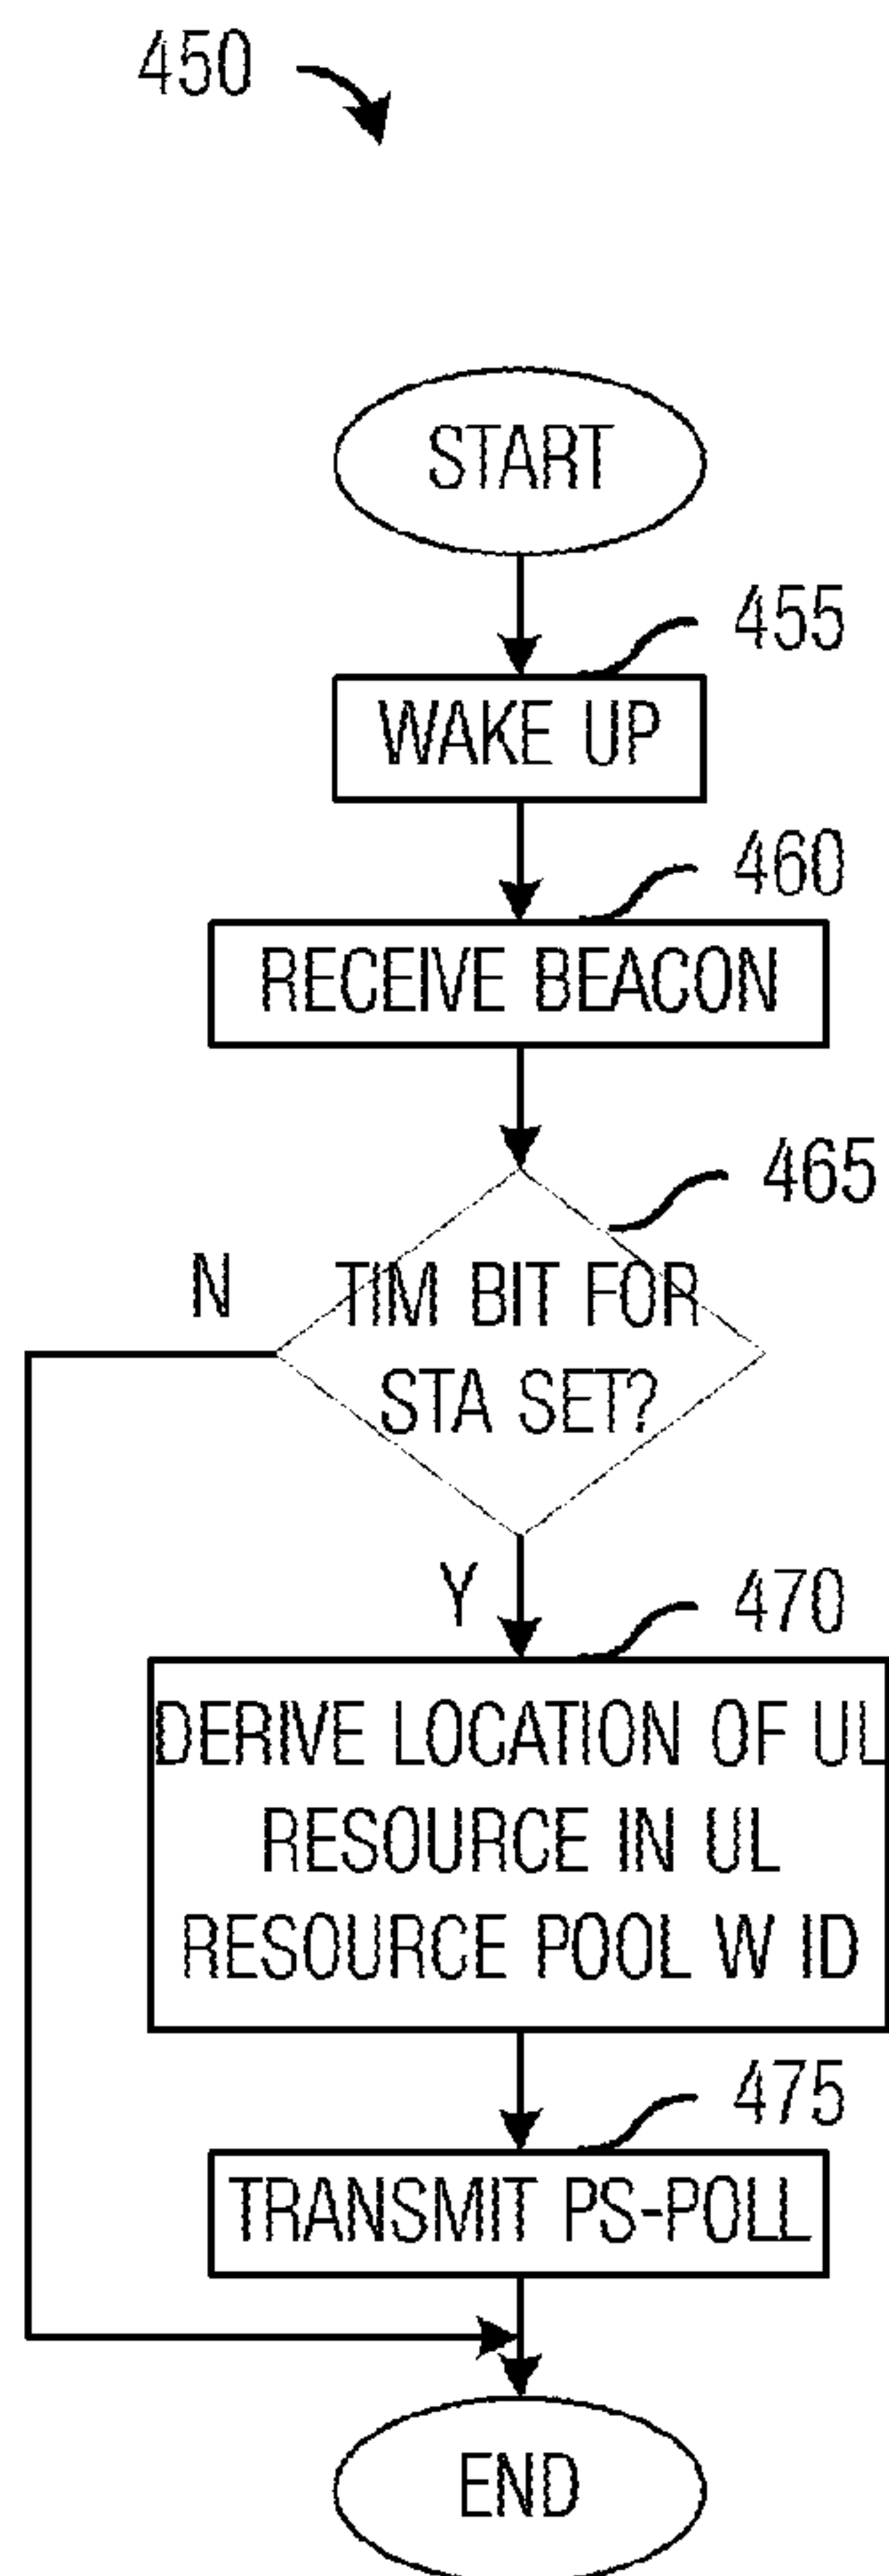 450
START
455
WAKE UP
460
RECEIVE BEACON
465
N
TIM BIT FOR
STA SET?
Y
470
DERIVE LOCATION OF UL
RESOURCE IN UL
RESOURCE POOL W ID
475
TRANSMIT PS-POLL
END